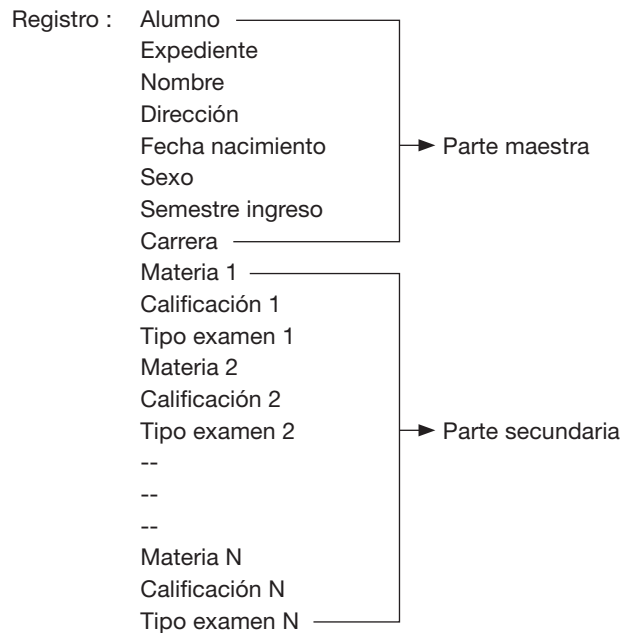 Registro : Alumno
Expediente
Nombre
Dirección
Fecha nacimiento
Parte maestra
Sexo
Semestre ingreso
Carrera
Materia 1
Calificación 1
Tipo examen 1
Materia 2
Calificación 2
Tipo examen 2
Parte secundaria
--
--
--
Materia N
Calificación N
Tipo examen N